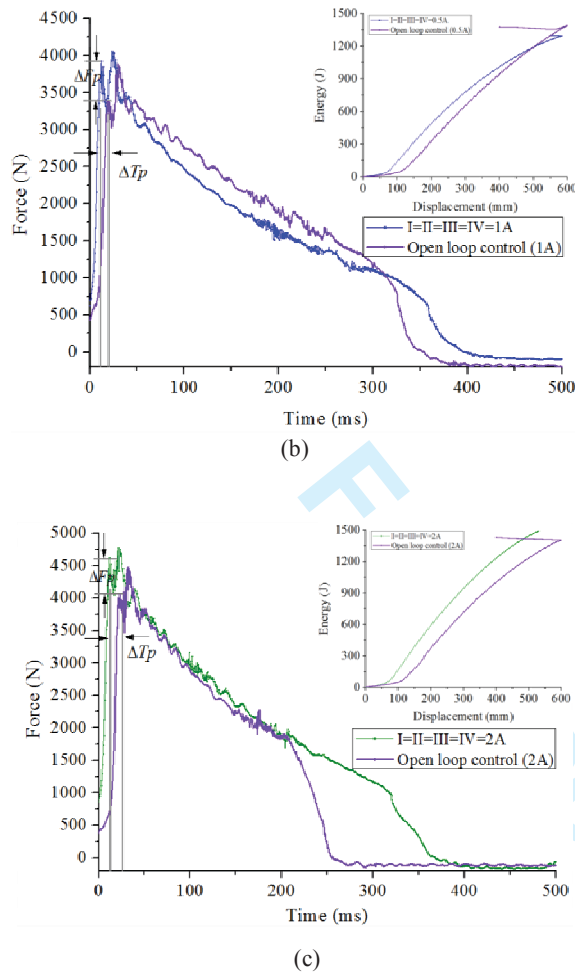 4500
4000
3500
3000
2500
2000
1500
1000
500
0
Force (N)
ΔFp
ΔTp
0 100 200 300 400 500
Time (ms)
I=II=III=IV=1A
Open loop control (1A)
1500
1200
900
600
300
0
Energy (J)
I=II=III=IV=0.5A
Open loop control (0.5A)
0 100 200 300 400 500 600
Displacement (mm)
(b)
F
5000
4500
4000
3500
3000
2500
2000
1500
1000
500
0
Force (N)
ΔTp
0 100 200 300 400 500
Time (ms)
I=II=III=IV=2A
Open loop control (2A)
1500
1200
900
600
300
0
Energy (J)
I=II=III=IV=2A
Open loop control (2A)
0 100 200 300 400 500 600
Displacement (mm)
(c)